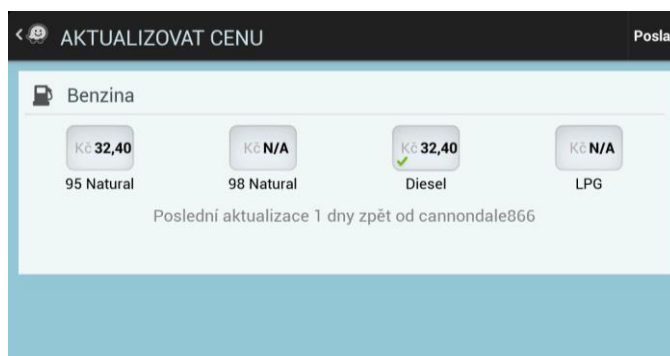 AKTUALIZOVAT CENU Posla
Benzina
Kč 32,40 Kč N/A Kč 32,40 Kč N/A
95 Natural 98 Natural Diesel LPG
Poslední aktualizace 1 dny zpět od cannondale866